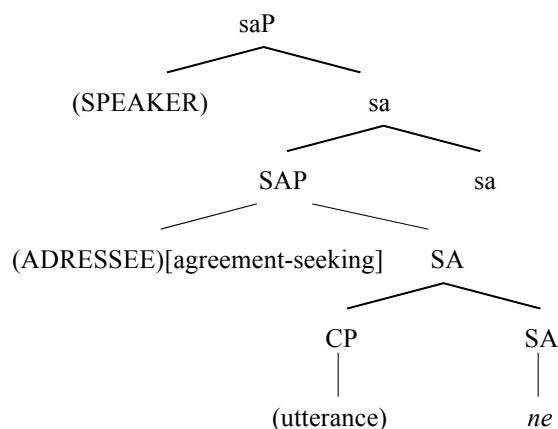 saP
(SPEAKER) sa
SAP sa
(ADRESSEE)[agreement-seeking] SA
CP SA
(utterance) ne